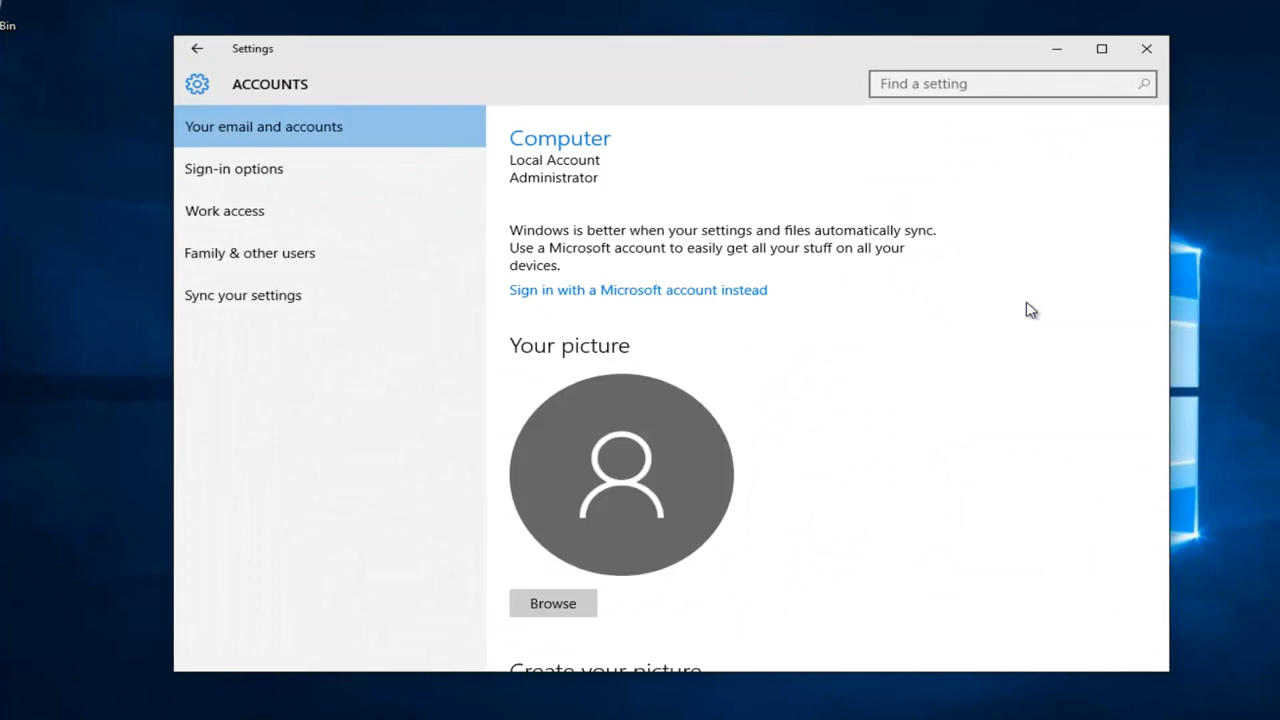 Bin
Settings
ACCOUNTS
Find a setting
Your email and accounts
Sign-in options
Work access
Family & other users
Sync your settings
Computer
Local Account
Administrator
Windows is better when your settings and files automatically sync.
Use a Microsoft account to easily get all your stuff on all your
devices.
Sign in with a Microsoft account instead
Your picture
Browse
Create your picture